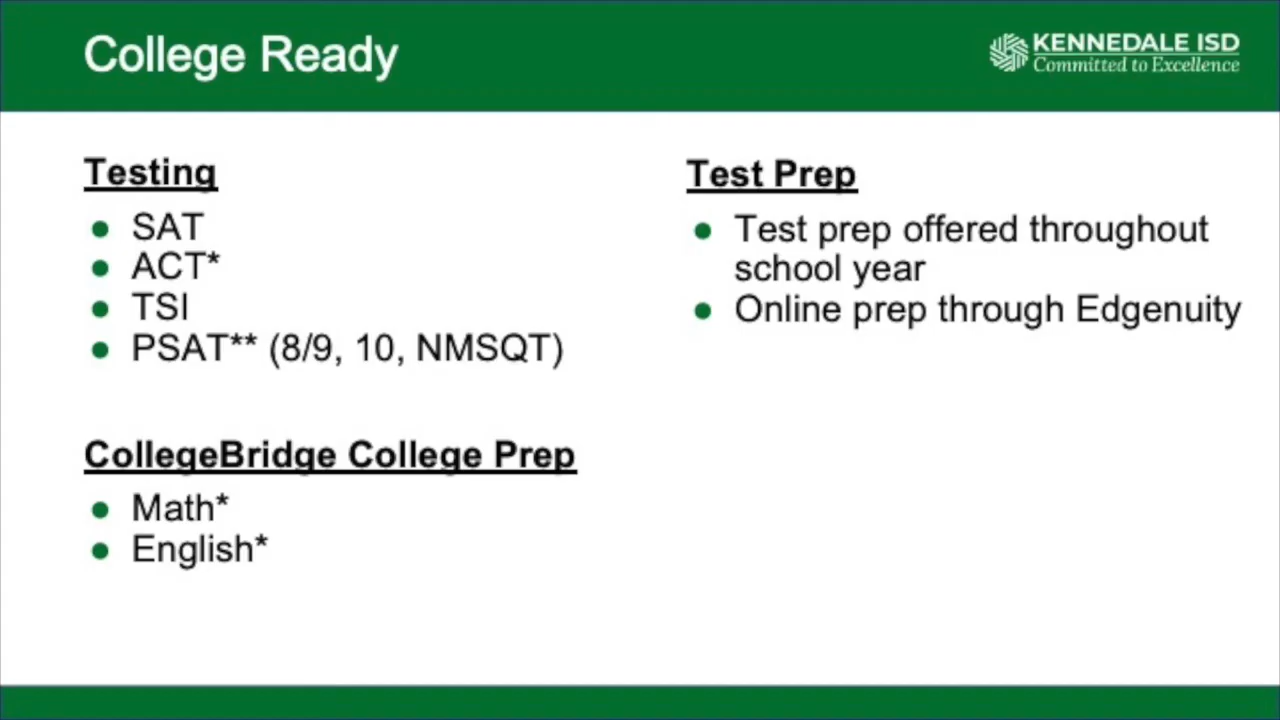 College Ready
KENNEDALE ISD
Committed to Excellence
Testing
SAT
ACT*
TSI
PSAT** (8/9, 10, NMSQT)
CollegeBridge College Prep
Math*
English*
Test Prep
Test prep offered throughout
school year
Online prep through Edgenuity